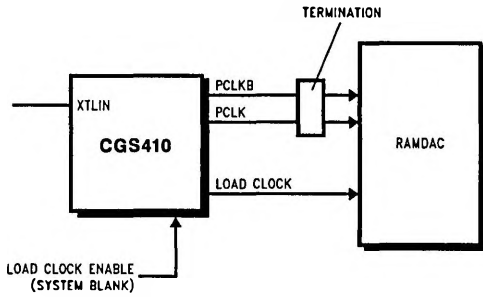 TERMINATION
PCLKB
XTLIN
PCLK
CGS410
RAMDAC
LOAD CLOCK
LOAD CLOCK ENABLE
(SYSTEM BLANK)